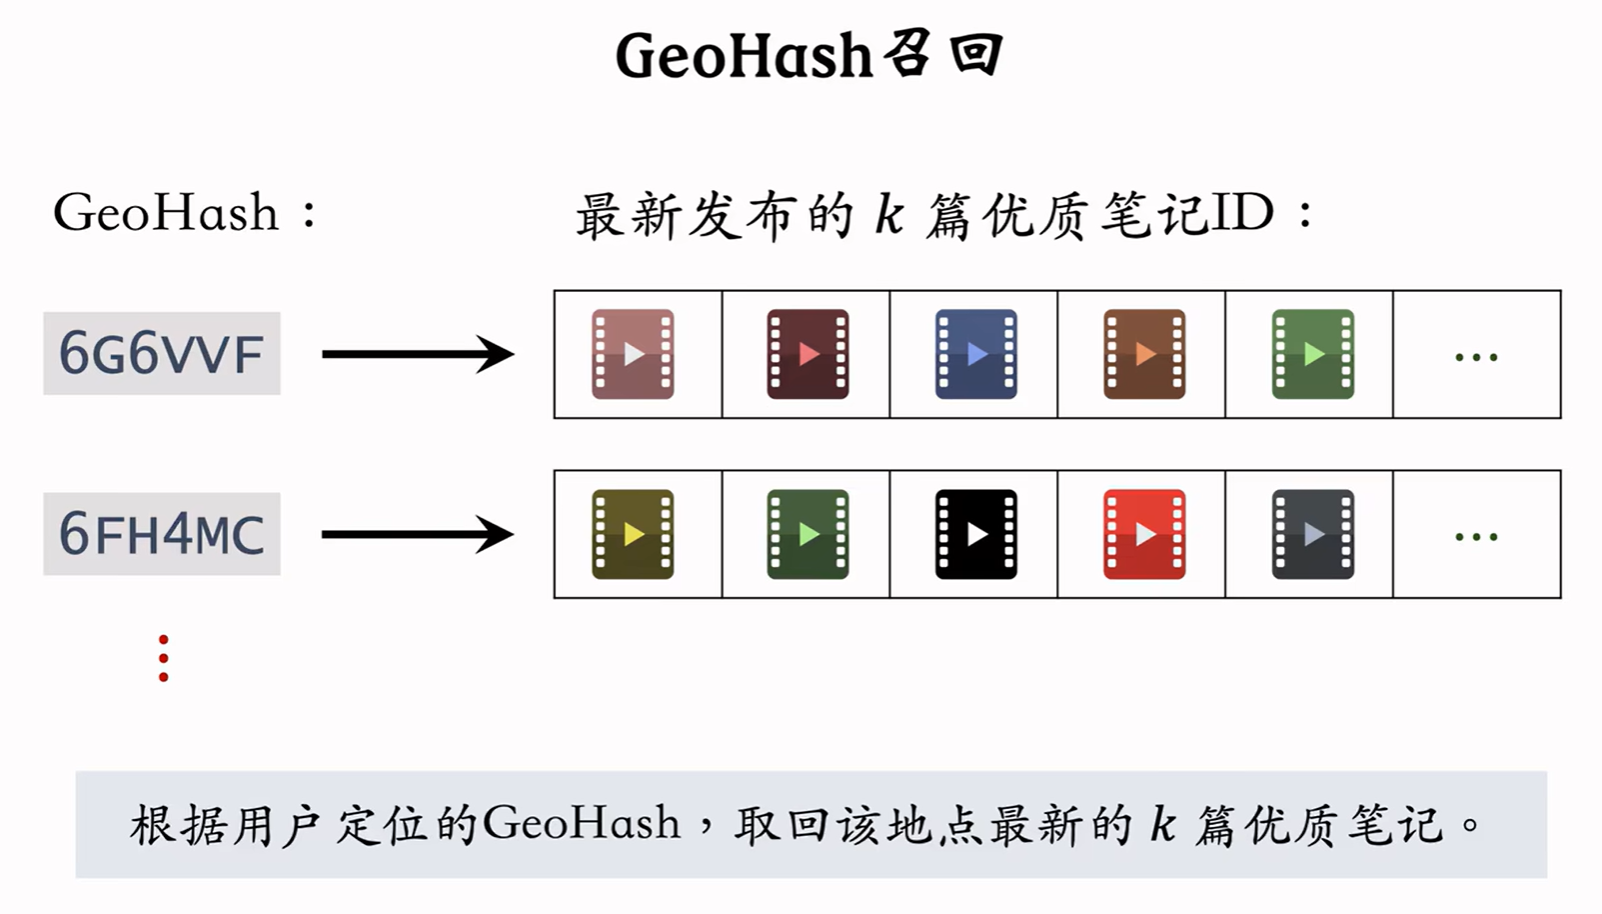 GeoHash召回
GeoHash：
最新发布的 k 篇优质笔记ID：
6G6VVF
…
6FH4MC
…
⋮
根据用户定位的GeoHash，取回该地点最新的 k 篇优质笔记。